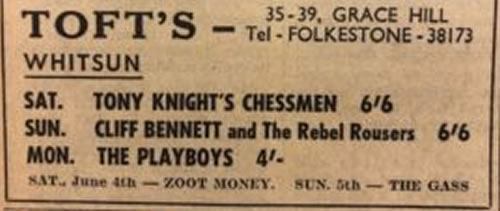 TOFT'S – 35-39, GRACE HILL
Tel - FOLKESTONE - 38173
WHITSUN
SAT. TONY KNIGHT'S CHESSMEN 6'6
SUN. CLIFF BENNETT and The Rebel Rousers 6'6
MON. THE PLAYBOYS 4'-
SAT., June 4th — ZOOT MONEY. SUN. 5th — THE GASS